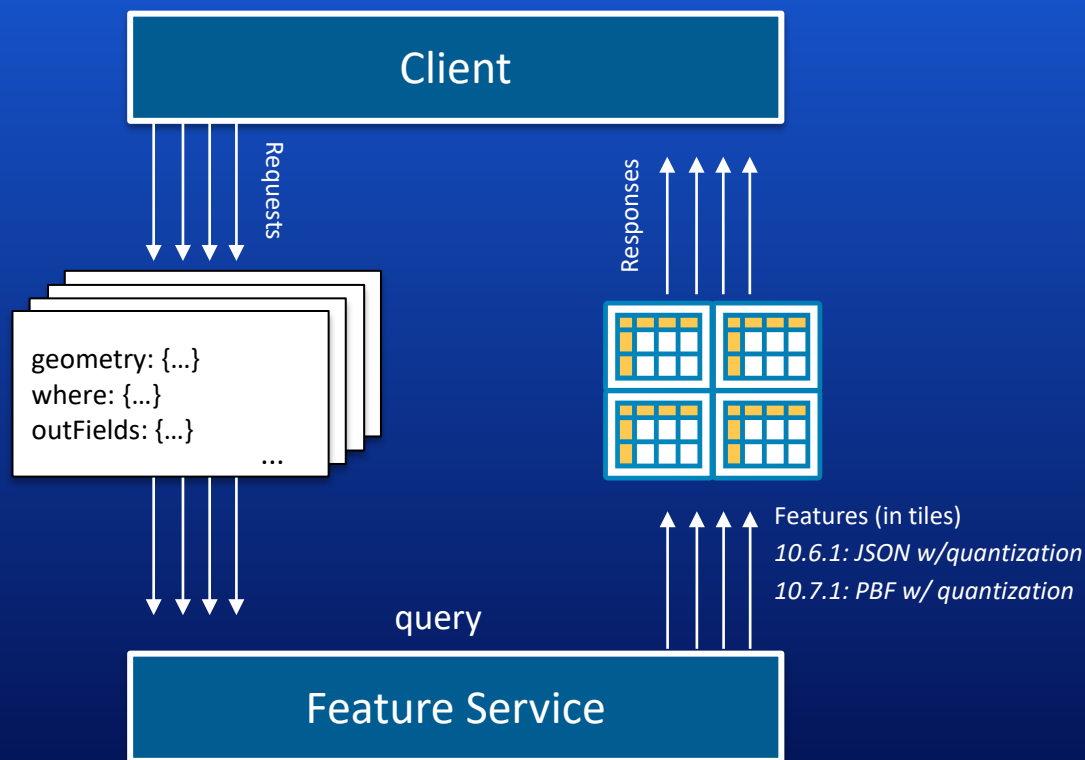 Client
Requests
Responses
geometry: {…}
where: {…}
outFields: {…}
…
Features (in tiles)
10.6.1: JSON w/quantization
10.7.1: PBF w/ quantization
query
Feature Service